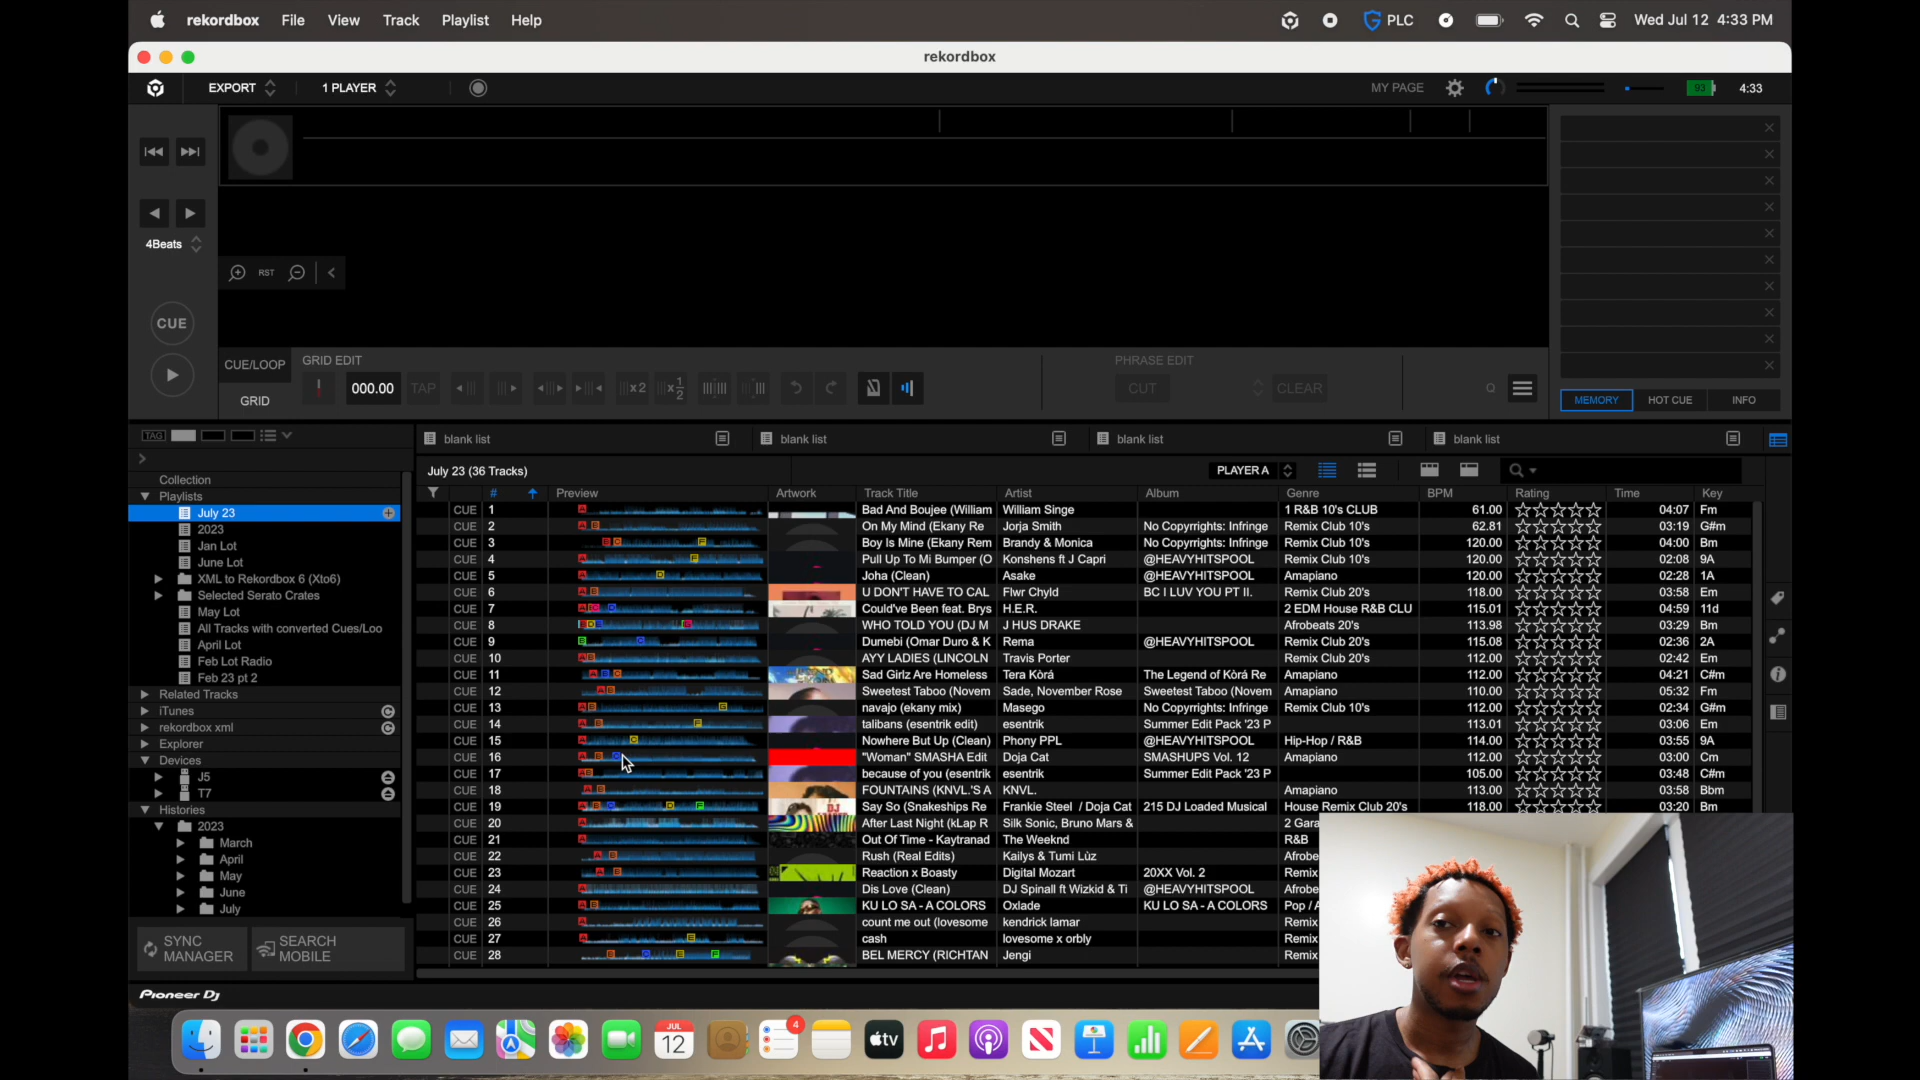 rekordbox File View Track Playlist Help PLC Wed Jul 12 4:33 PM
rekordbox
EXPORT 1 PLAYER MY PAGE 93 4:33
4Beats
RST
CUE
CUE/LOOP GRID EDIT PHRASE EDIT
000.00 TAP x2 x1/2 CUT CLEAR
GRID MEMORY HOT CUE INFO
TAG blank list blank list blank list blank list
July 23 (36 Tracks) PLAYER A
# Preview Artwork Track Title Artist Album Genre BPM Rating Time Key
Collection
Playlists
July 23
2023
Jan Lot
June Lot
XML to Rekordbox 6 (Xto6)
Selected Serato Crates
May Lot
All Tracks with converted Cues/Loo
April Lot
Feb Lot Radio
Feb 23 pt 2
Related Tracks
iTunes
rekordbox xml
Explorer
Devices
J5
T7
Histories
2023
March
April
May
June
July
SYNC MANAGER
SEARCH MOBILE
CUE 1 Bad And Boujee (William William Singe 1 R&B 10's CLUB 61.00 04:07 Fm
CUE 2 On My Mind (Ekany Re Jorja Smith No Copyrights: Infringe Remix Club 10's 62.81 03:19 G#m
CUE 3 Boy Is Mine (Ekany Rem Brandy & Monica No Copyrights: Infringe Remix Club 10's 120.00 04:00 Bm
CUE 4 Pull Up To Mi Bumper (O Konshens ft J Capri @HEAVYHITSPOOL Remix Club 10's 120.00 02:08 9A
CUE 5 Joha (Clean) Asake @HEAVYHITSPOOL Amapiano 120.00 02:28 1A
CUE 6 U DON'T HAVE TO CAL Flwr Chyld BC I LUV YOU PT II. Remix Club 20's 118.00 03:58 Em
CUE 7 Could've Been feat. Brys H.E.R. 2 EDM House R&B CLU 115.01 04:59 11d
CUE 8 WHO TOLD YOU (DJ M J HUS DRAKE Afrobeats 20's 113.98 03:29 Bm
CUE 9 Dumebi (Omar Duro & K Rema @HEAVYHITSPOOL Remix Club 20's 115.08 02:36 2A
CUE 10 AYY LADIES (LINCOLN Travis Porter Remix Club 20's 112.00 02:42 Em
CUE 11 Sad Girlz Are Homeless Tera Kòrá The Legend of Kòrá Re Amapiano 112.00 04:21 C#m
CUE 12 Sweetest Taboo (Novem Sade, November Rose Sweetest Taboo (Novem Amapiano 110.00 05:32 Fm
CUE 13 navajo (ekany mix) Masego No Copyrights: Infringe Remix Club 10's 112.00 02:34 G#m
CUE 14 talibans (esentrik edit) esentrik Summer Edit Pack '23 P 113.01 03:06 Em
CUE 15 Nowhere But Up (Clean) Phony PPL @HEAVYHITSPOOL Hip-Hop / R&B 114.00 03:55 9A
CUE 16 "Woman" SMASHA Edit Doja Cat SMASHUPS Vol. 12 Amapiano 112.00 03:00 Cm
CUE 17 because of you (esentrik esentrik Summer Edit Pack '23 P 105.00 03:48 C#m
CUE 18 FOUNTAINS (KNVL.'S A KNVL. Amapiano 113.00 03:58 Bbm
CUE 19 Say So (Snakeships Re Frankie Steel / Doja Cat 215 DJ Loaded Musical House Remix Club 20's 118.00 03:20 Bm
CUE 20 After Last Night (kLap R Silk Sonic, Bruno Mars & 2 Gara
CUE 21 Out Of Time - Kaytranad The Weeknd R&B
CUE 22 Rush (Real Edits) Kailys & Tumi Lùz Afrobe
CUE 23 Reaction x Boasty Digital Mozart 20XX Vol. 2 Remix
CUE 24 Dis Love (Clean) DJ Spinall ft Wizkid & Ti @HEAVYHITSPOOL Afrobe
CUE 25 KU LO SA - A COLORS Oxlade KU LO SA - A COLORS Pop / A
CUE 26 count me out (lovesome kendrick lamar Remix
CUE 27 cash lovesome x orbly Remix
CUE 28 BEL MERCY (RICHTAN Jengi Remix
Pioneer Dj
JUL 12 4 tv